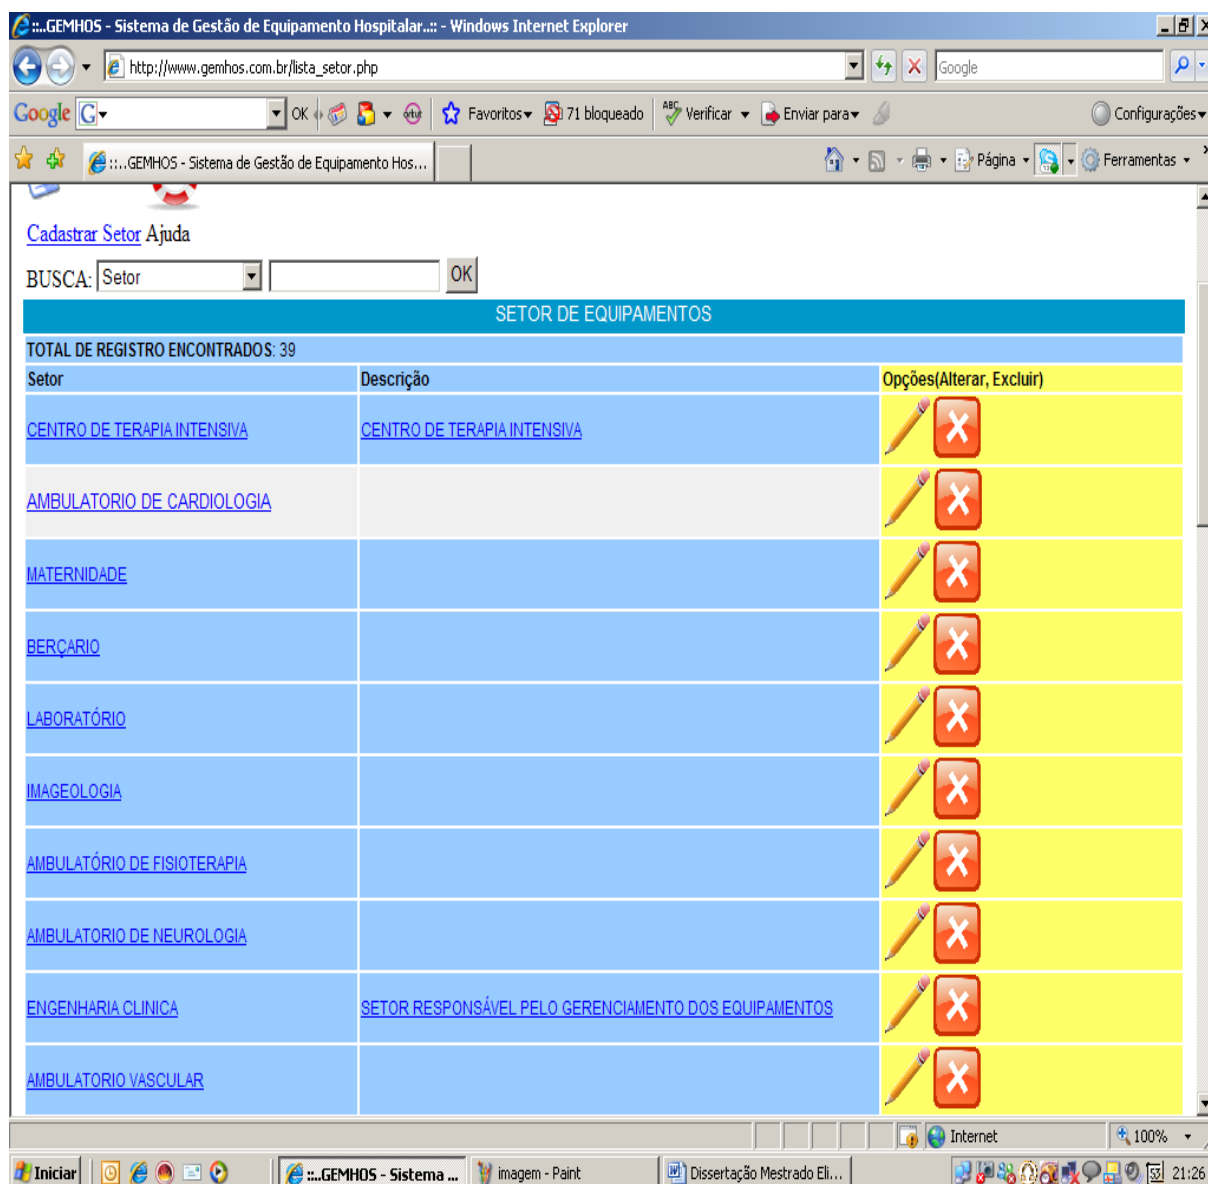 ::...GEMHOS - Sistema de Gestão de Equipamento Hospitalar..:: - Windows Internet Explorer
http://www.gemhos.com.br/lista_setor.php
Google
Google G OK Favoritos 71 bloqueado Verificar Enviar para Configurações
::...GEMHOS - Sistema de Gestão de Equipamento Hos... Página Ferramentas
Cadastrar Setor Ajuda
BUSCA: Setor OK
SETOR DE EQUIPAMENTOS
TOTAL DE REGISTRO ENCONTRADOS: 39
Setor Descrição Opções(Alterar, Excluir)
CENTRO DE TERAPIA INTENSIVA CENTRO DE TERAPIA INTENSIVA
AMBULATORIO DE CARDIOLOGIA
MATERNIDADE
BERÇARIO
LABORATÓRIO
IMAGEOLOGIA
AMBULATÓRIO DE FISIOTERAPIA
AMBULATORIO DE NEUROLOGIA
ENGENHARIA CLINICA SETOR RESPONSÁVEL PELO GERENCIAMENTO DOS EQUIPAMENTOS
AMBULATORIO VASCULAR
Internet 100%
Iniciar ::...GEMHOS - Sistema ... imagem - Paint Dissertação Mestrado Eli... 21:26